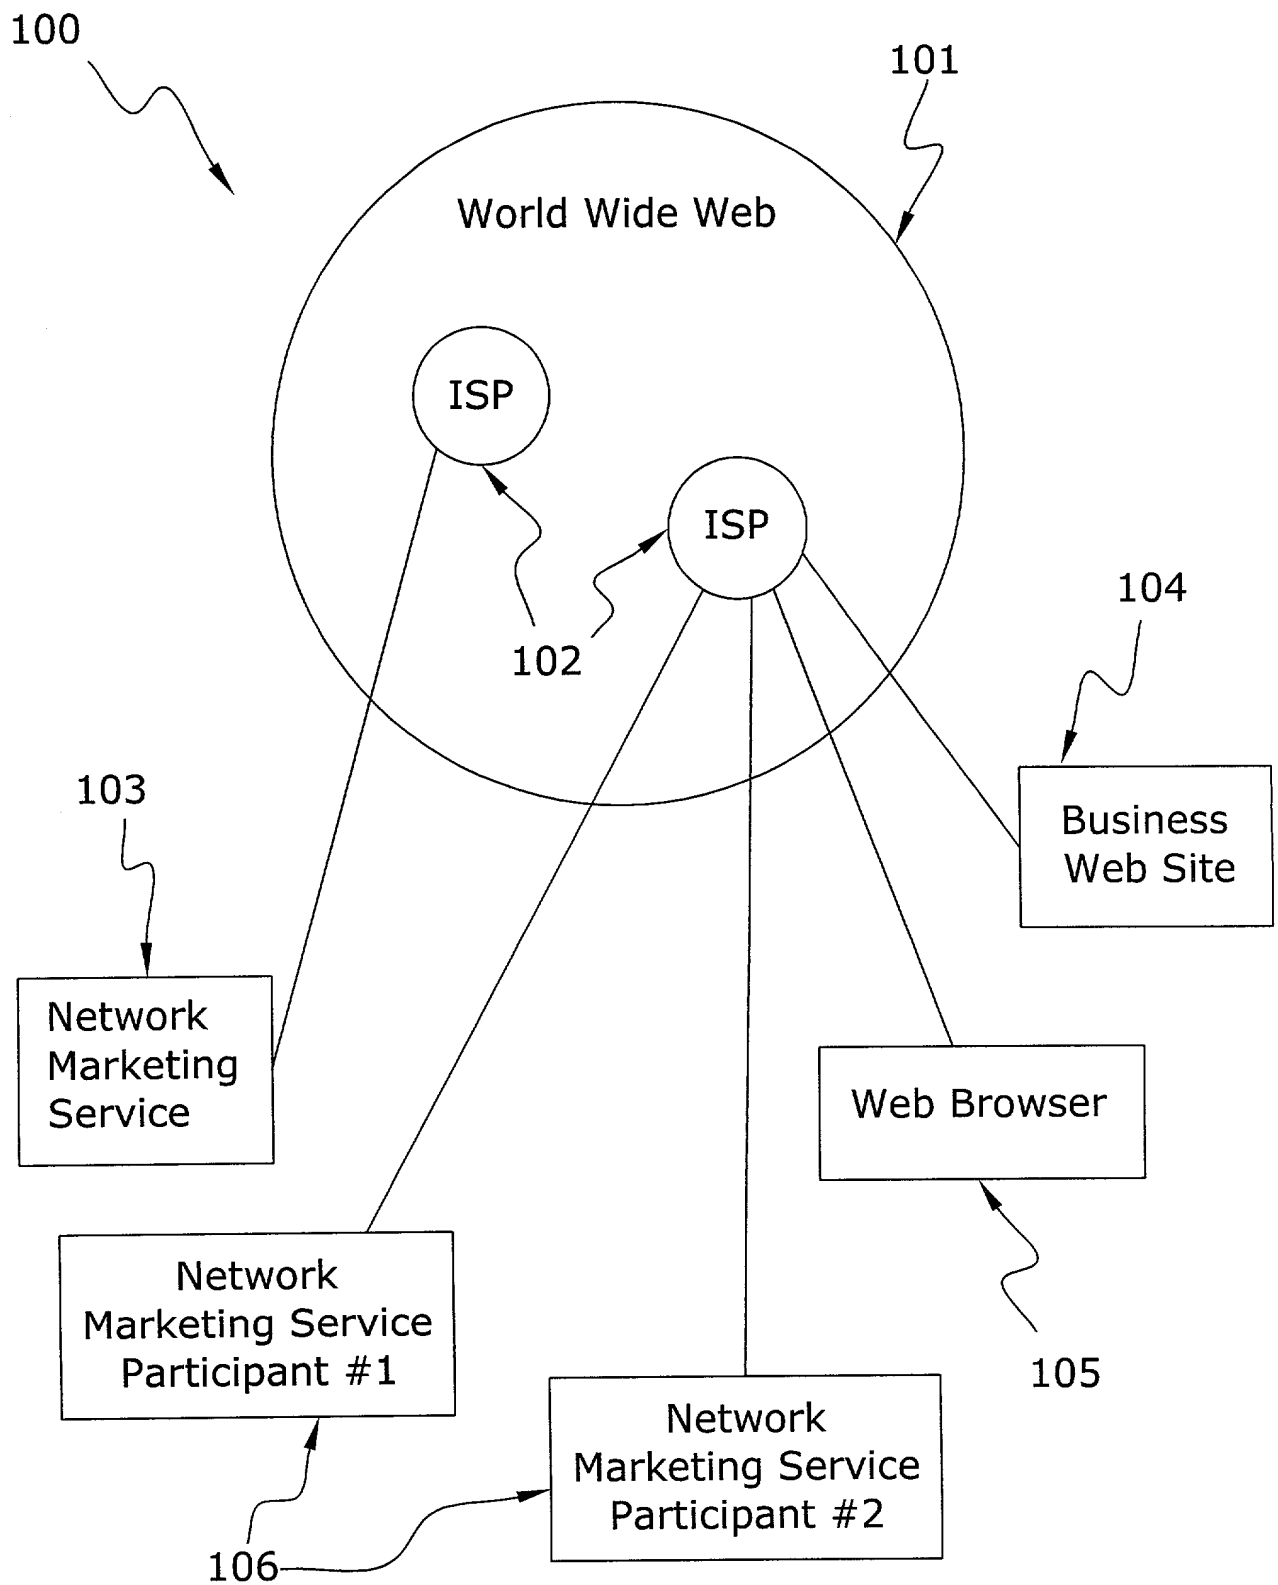 100
101
World Wide Web
ISP
ISP
104
102
103
Business
Web Site
Network
Marketing
Service
Web Browser
Network
Marketing Service
Participant #1
105
Network
Marketing Service
Participant #2
106